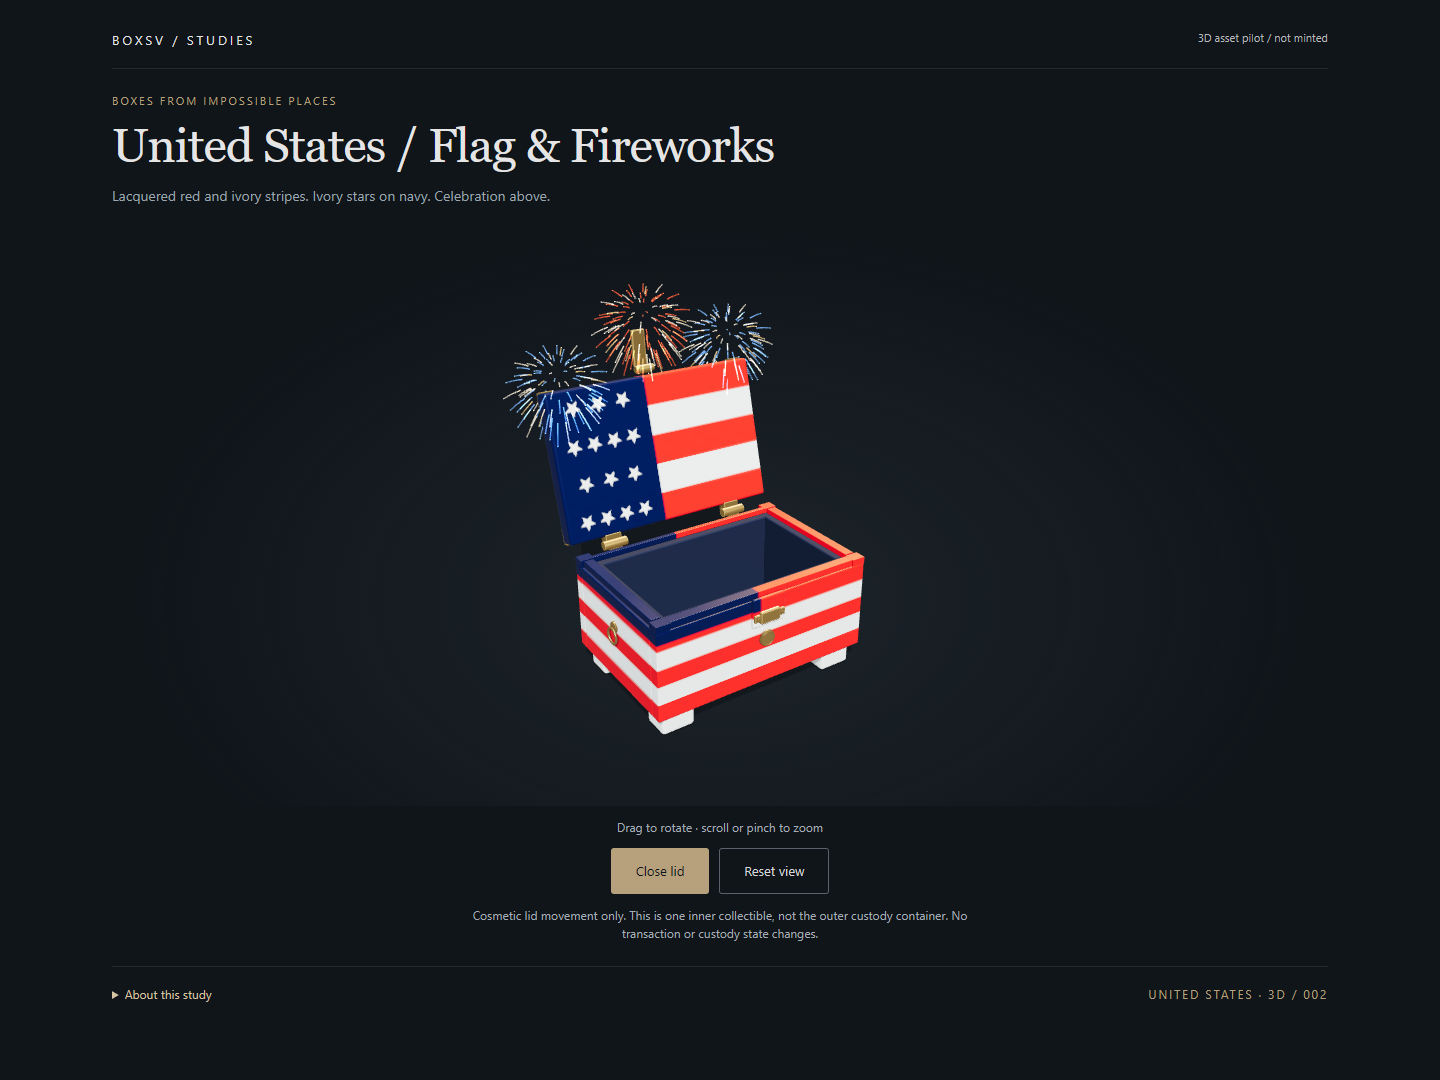 BOXSV / STUDIES
3D asset pilot / not minted
BOXES FROM IMPOSSIBLE PLACES
United States / Flag & Fireworks
Lacquered red and ivory stripes. Ivory stars on navy. Celebration above.
Drag to rotate · scroll or pinch to zoom
Close lid
Reset view
Cosmetic lid movement only. This is one inner collectible, not the outer custody container. No
transaction or custody state changes.
About this study
UNITED STATES · 3D / 002